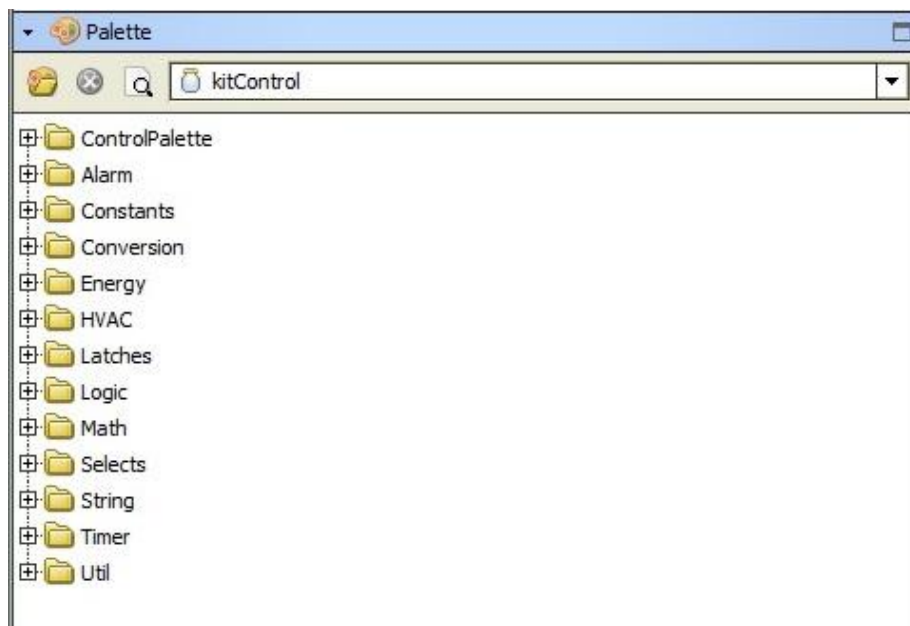 Palette
kitControl
ControlPalette
Alarm
Constants
Conversion
Energy
HVAC
Latches
Logic
Math
Selects
String
Timer
Util